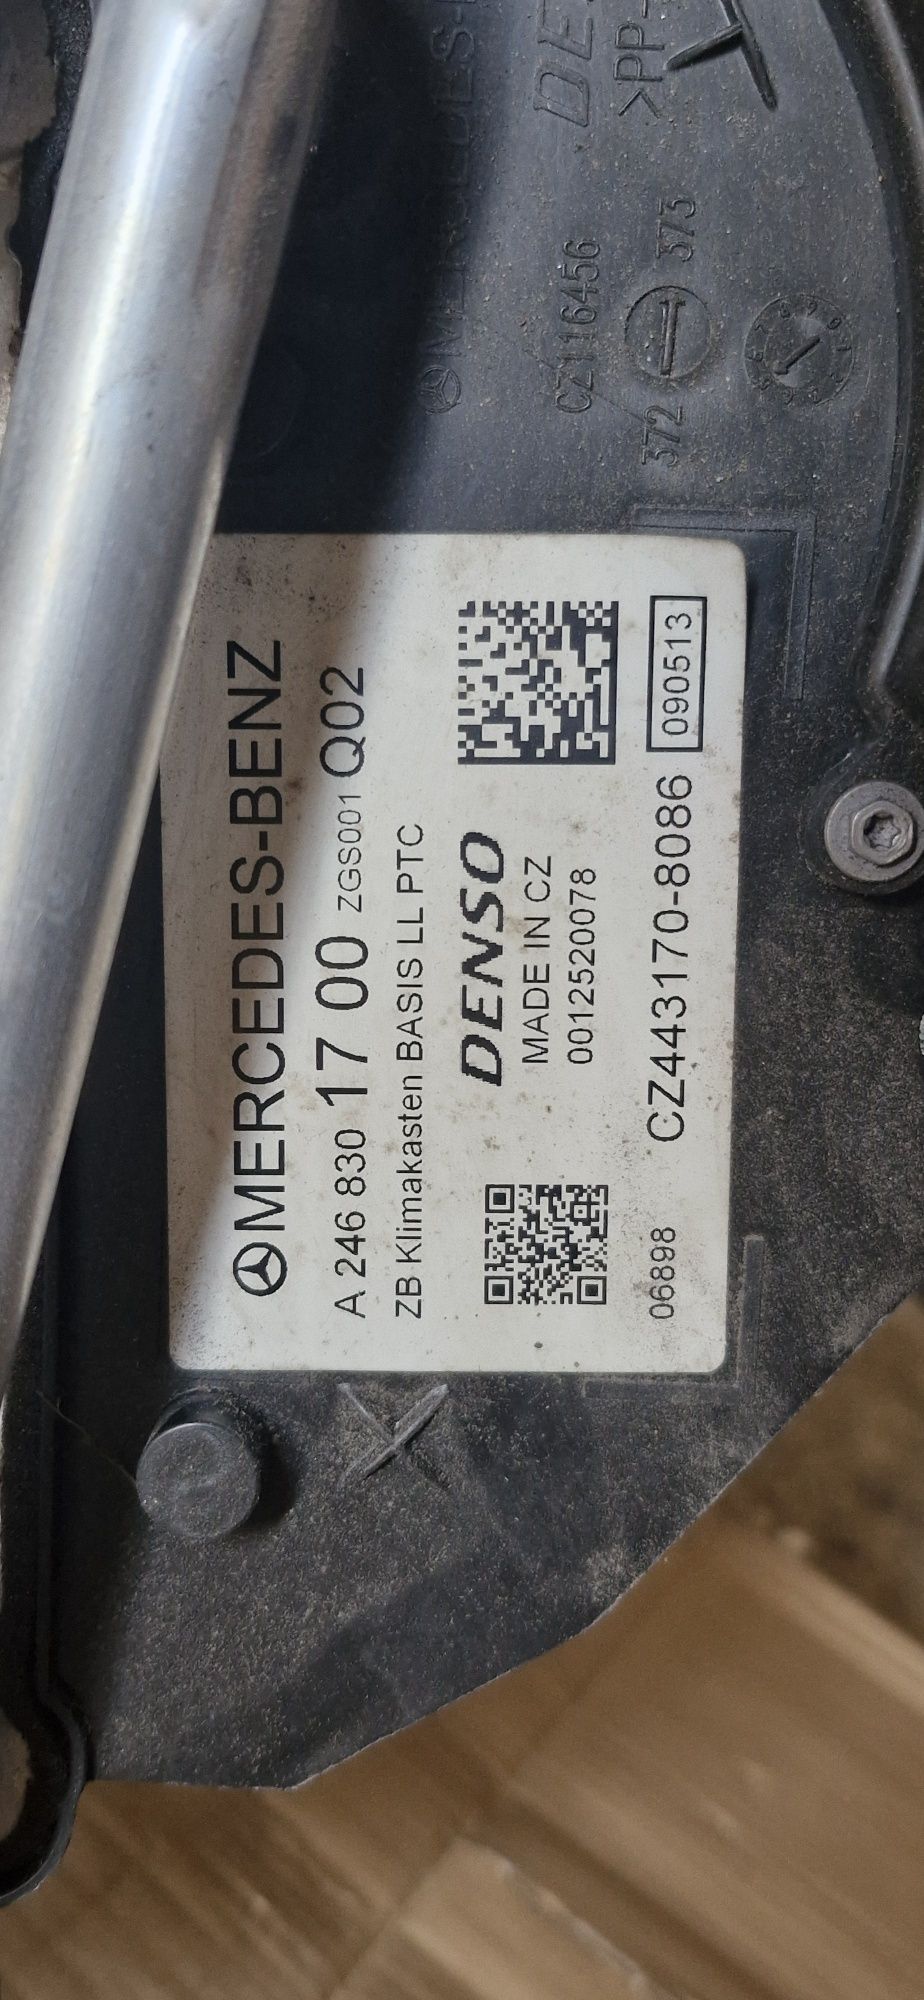 MERCEDES-BENZ
A 246 830 17 00 ZGS001 Q02
ZB Klimakasten BASIS LL PTC
DENSO
MADE IN CZ
0012520078
06898 CZ443170-8086 090513
CZ116456
372 373
>PP-